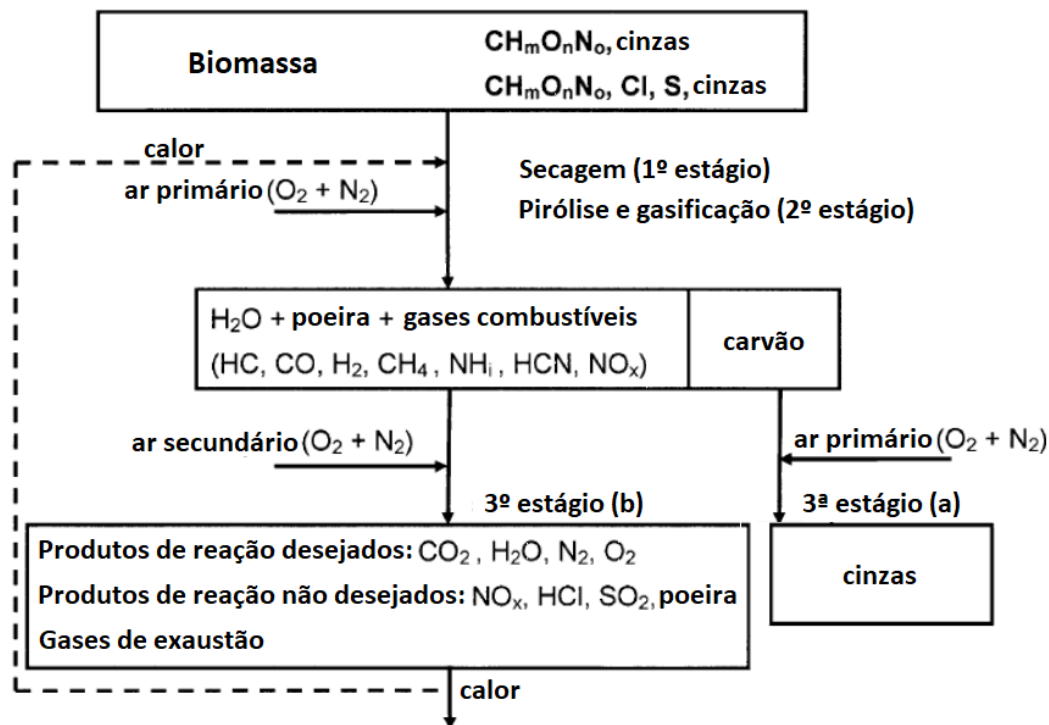 Biomassa
CHₘOₙNₒ, cinzas
CHₘOₙNₒ, Cl, S, cinzas
calor
ar primário (O₂ + N₂)
Secagem (1º estágio)
Pirólise e gasificação (2º estágio)
H₂O + poeira + gases combustíveis
(HC, CO, H₂, CH₄, NHᵢ, HCN, NOₓ)
carvão
ar secundário (O₂ + N₂)
ar primário (O₂ + N₂)
3º estágio (b)
3ª estágio (a)
Produtos de reação desejados: CO₂, H₂O, N₂, O₂
Produtos de reação não desejados: NOₓ, HCl, SO₂, poeira
Gases de exaustão
cinzas
calor